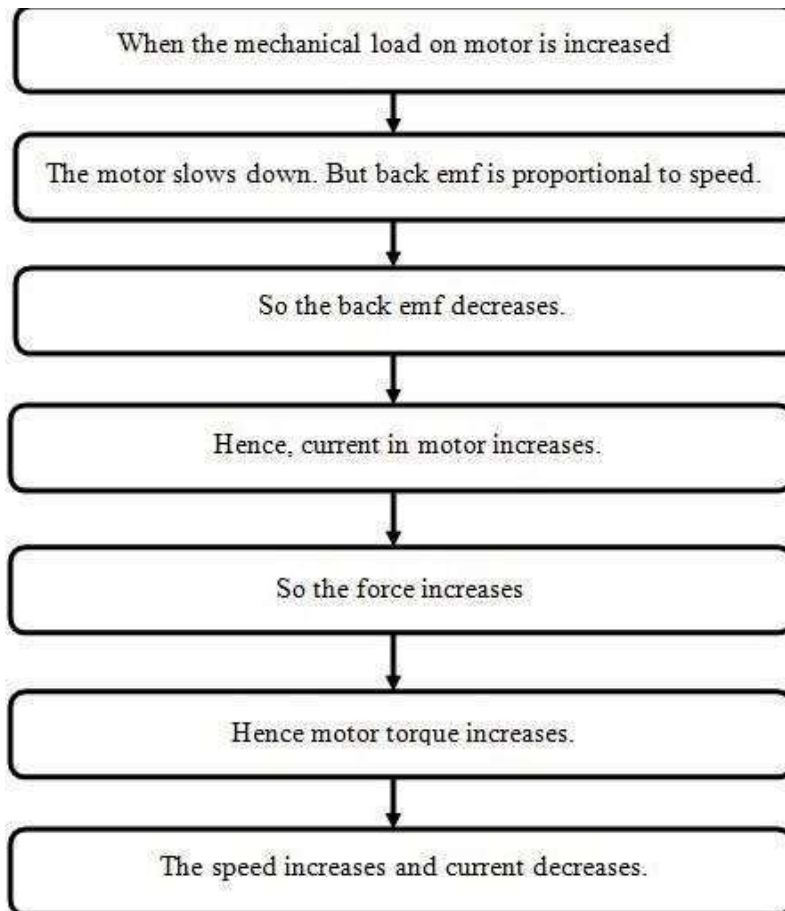 When the mechanical load on motor is increased
The motor slows down. But back emf is proportional to speed.
So the back emf decreases.
Hence, current in motor increases.
So the force increases
Hence motor torque increases.
The speed increases and current decreases.